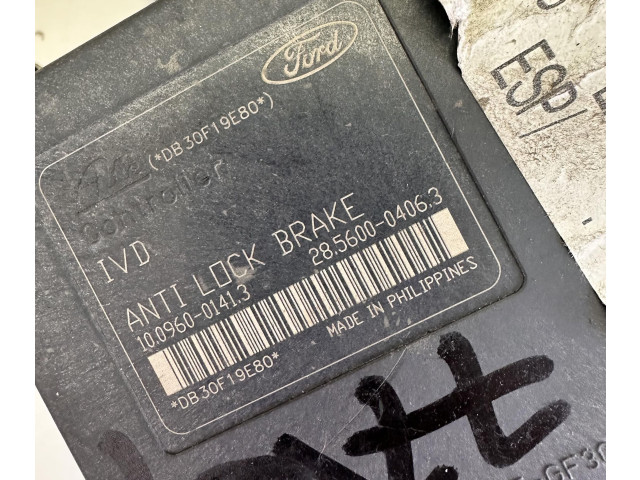 Ford
(*DB30F19E80*)
Ate
Controller
IVD
ANTI LOCK BRAKE
10.0960-0141.3 28.5600-0406.3
*DB30F19E80*
MADE IN PHILIPPINES
ESP